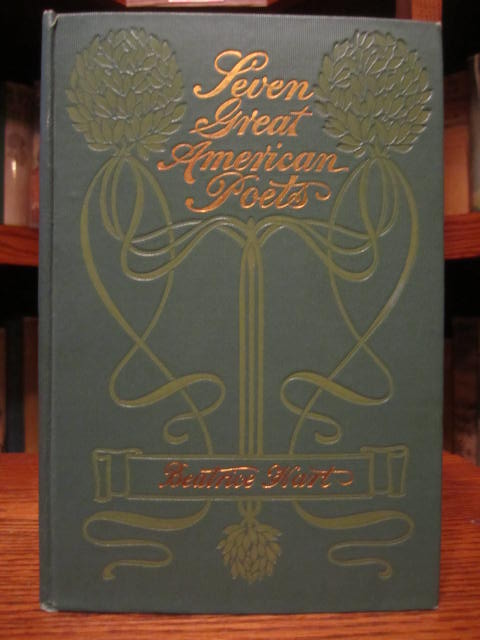 Seven
Great
American
Poets
Beatrice Hart